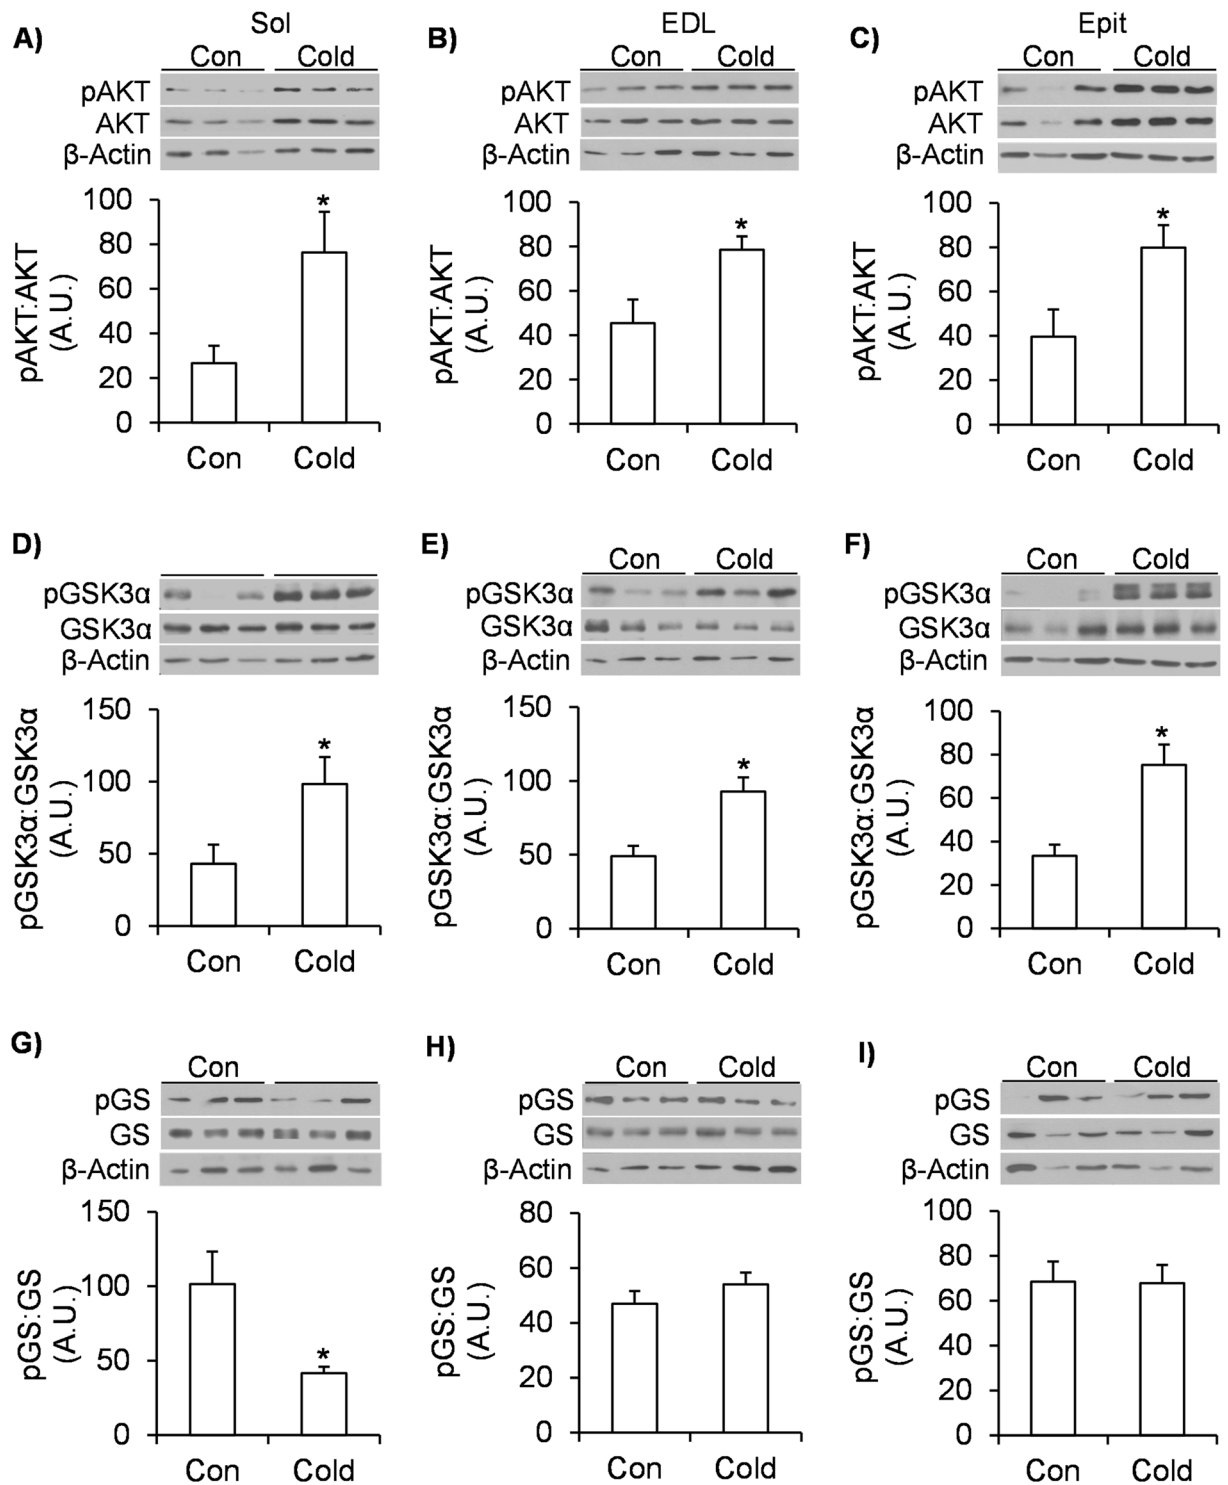 Sol EDL Epit
A) B) C)
Con Cold Con Cold Con Cold
pAKT pAKT pAKT
AKT AKT AKT
β-Actin β-Actin β-Actin
pAKT:AKT
(A.U.)
100
80
60
40
20
0
*
Con Cold
pAKT:AKT
(A.U.)
100
80
60
40
20
0
*
Con Cold
pAKT:AKT
(A.U.)
100
80
60
40
20
0
*
Con Cold
D) E) F)
Con Cold Con Cold
pGSK3α pGSK3α pGSK3α
GSK3α GSK3α GSK3α
β-Actin β-Actin β-Actin
pGSK3α:GSK3α
(A.U.)
150
100
50
0
*
Con Cold
pGSK3α:GSK3α
(A.U.)
150
100
50
0
*
Con Cold
pGSK3α:GSK3α
(A.U.)
100
80
60
40
20
0
*
Con Cold
G) H) I)
Con Con Cold Con Cold
pGS pGS pGS
GS GS GS
β-Actin β-Actin β-Actin
pGS:GS
(A.U.)
150
100
50
0
*
Con Cold
pGS:GS
(A.U.)
80
60
40
20
0
Con Cold
pGS:GS
(A.U.)
100
80
60
40
20
0
Con Cold